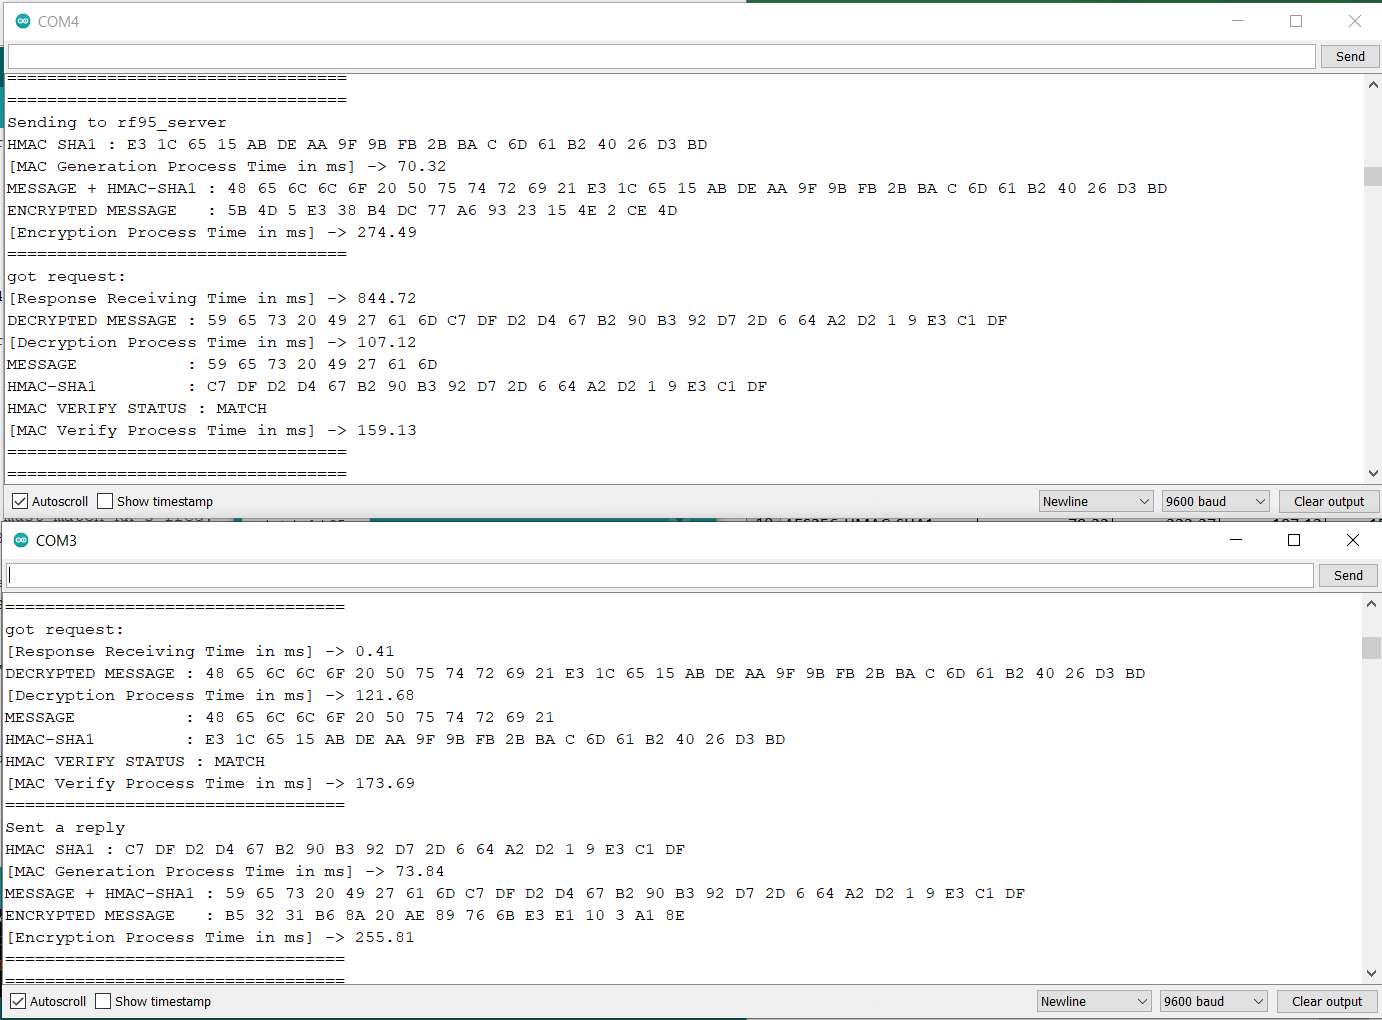 COM4
Send
==================================
==================================
Sending to rf95_server
HMAC SHA1 : E3 1C 65 15 AB DE AA 9F 9B FB 2B BA C 6D 61 B2 40 26 D3 BD
[MAC Generation Process Time in ms] -> 70.32
MESSAGE + HMAC-SHA1 : 48 65 6C 6C 6F 20 50 75 74 72 69 21 E3 1C 65 15 AB DE AA 9F 9B FB 2B BA C 6D 61 B2 40 26 D3 BD
ENCRYPTED MESSAGE   : 5B 4D 5 E3 38 B4 DC 77 A6 93 23 15 4E 2 CE 4D
[Encryption Process Time in ms] -> 274.49
==================================
got request:
[Response Receiving Time in ms] -> 844.72
DECRYPTED MESSAGE : 59 65 73 20 49 27 61 6D C7 DF D2 D4 67 B2 90 B3 92 D7 2D 6 64 A2 D2 1 9 E3 C1 DF
[Decryption Process Time in ms] -> 107.12
MESSAGE           : 59 65 73 20 49 27 61 6D
HMAC-SHA1         : C7 DF D2 D4 67 B2 90 B3 92 D7 2D 6 64 A2 D2 1 9 E3 C1 DF
HMAC VERIFY STATUS : MATCH
[MAC Verify Process Time in ms] -> 159.13
==================================
==================================
Autoscroll Show timestamp Newline 9600 baud Clear output
COM3
Send
==================================
got request:
[Response Receiving Time in ms] -> 0.41
DECRYPTED MESSAGE : 48 65 6C 6C 6F 20 50 75 74 72 69 21 E3 1C 65 15 AB DE AA 9F 9B FB 2B BA C 6D 61 B2 40 26 D3 BD
[Decryption Process Time in ms] -> 121.68
MESSAGE           : 48 65 6C 6C 6F 20 50 75 74 72 69 21
HMAC-SHA1         : E3 1C 65 15 AB DE AA 9F 9B FB 2B BA C 6D 61 B2 40 26 D3 BD
HMAC VERIFY STATUS : MATCH
[MAC Verify Process Time in ms] -> 173.69
==================================
Sent a reply
HMAC SHA1 : C7 DF D2 D4 67 B2 90 B3 92 D7 2D 6 64 A2 D2 1 9 E3 C1 DF
[MAC Generation Process Time in ms] -> 73.84
MESSAGE + HMAC-SHA1 : 59 65 73 20 49 27 61 6D C7 DF D2 D4 67 B2 90 B3 92 D7 2D 6 64 A2 D2 1 9 E3 C1 DF
ENCRYPTED MESSAGE   : B5 32 31 B6 8A 20 AE 89 76 6B E3 E1 10 3 A1 8E
[Encryption Process Time in ms] -> 255.81
==================================
==================================
Autoscroll Show timestamp Newline 9600 baud Clear output